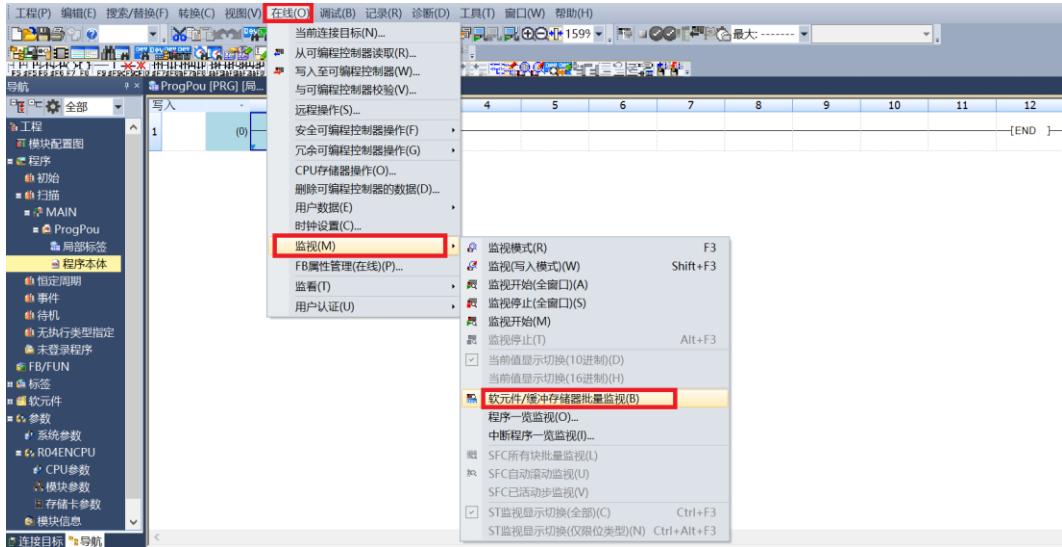 工程(P) 编辑(E) 搜索/替换(F) 转换(C) 视图(V) 在线(O) 调试(B) 记录(R) 诊断(D) 工具(T) 窗口(W) 帮助(H)
1599
最大: -------
导航
ProgPou [PRG] [局...
全部
写入
4 5 6 7 8 9 10 11 12
1 (0) [END ]
工程
模块配置图
程序
初始
扫描
MAIN
ProgPou
局部标签
程序本体
恒定周期
事件
待机
无执行类型指定
未登录程序
FB/FUN
标签
软元件
参数
系统参数
R04ENCPU
CPU参数
模块参数
存储卡参数
模块信息
连接目标 导航
当前连接目标(N)...
从可编程控制器读取(R)...
写入至可编程控制器(W)...
与可编程控制器校验(V)...
远程操作(S)...
安全可编程控制器操作(F)
冗余可编程控制器操作(G)
CPU存储器操作(O)...
删除可编程控制器的数据(D)...
用户数据(E)
时钟设置(C)...
监视(M)
FB属性管理(在线)(P)...
监看(T)
用户认证(U)
监视模式(R) F3
监视(写入模式)(W) Shift+F3
监视开始(全窗口)(A)
监视停止(全窗口)(S)
监视开始(M)
监视停止(T) Alt+F3
当前值显示切换(10进制)(D)
当前值显示切换(16进制)(H)
软元件/缓冲存储器批量监视(B)
程序一览监视(O)...
中断程序一览监视(I)...
SFC所有块批量监视(L)
SFC自动滚动监视(U)
SFC已活动步监视(V)
ST监视显示切换(全部)(C) Ctrl+F3
ST监视显示切换(仅限位类型)(N) Ctrl+Alt+F3